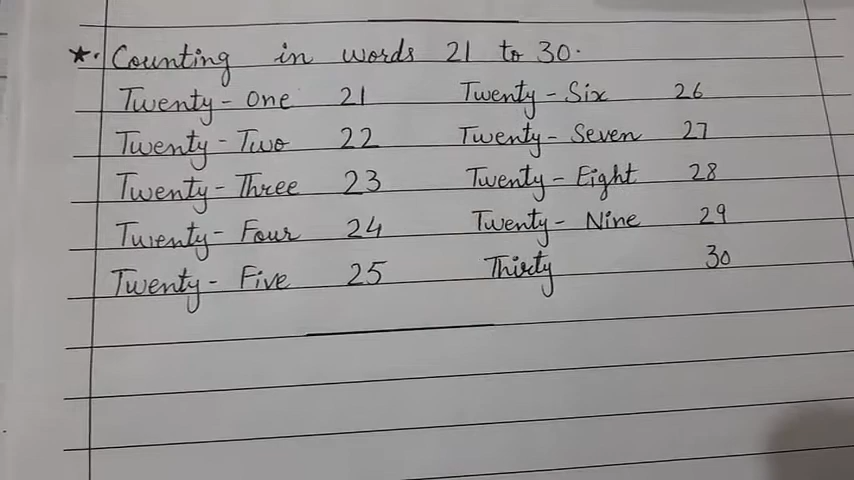 ★. Counting in words 21 to 30.
Twenty- One 21
Twenty- Two 22
Twenty- Three 23
Twenty- Four 24
Twenty- Five 25
Twenty- Six 26
Twenty- Seven 27
Twenty- Eight 28
Twenty- Nine 29
Thirty 30